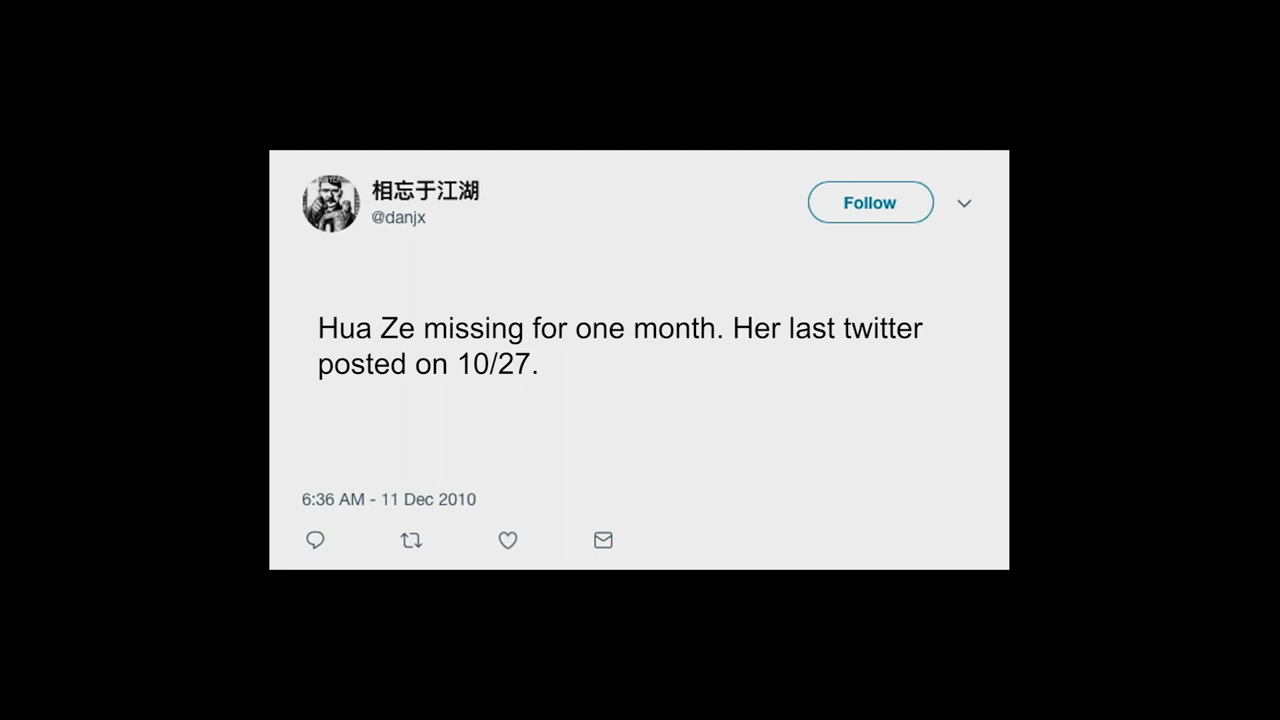 相忘于江湖
@danjx
Follow
Hua Ze missing for one month. Her last twitter
posted on 10/27.
6:36 AM - 11 Dec 2010